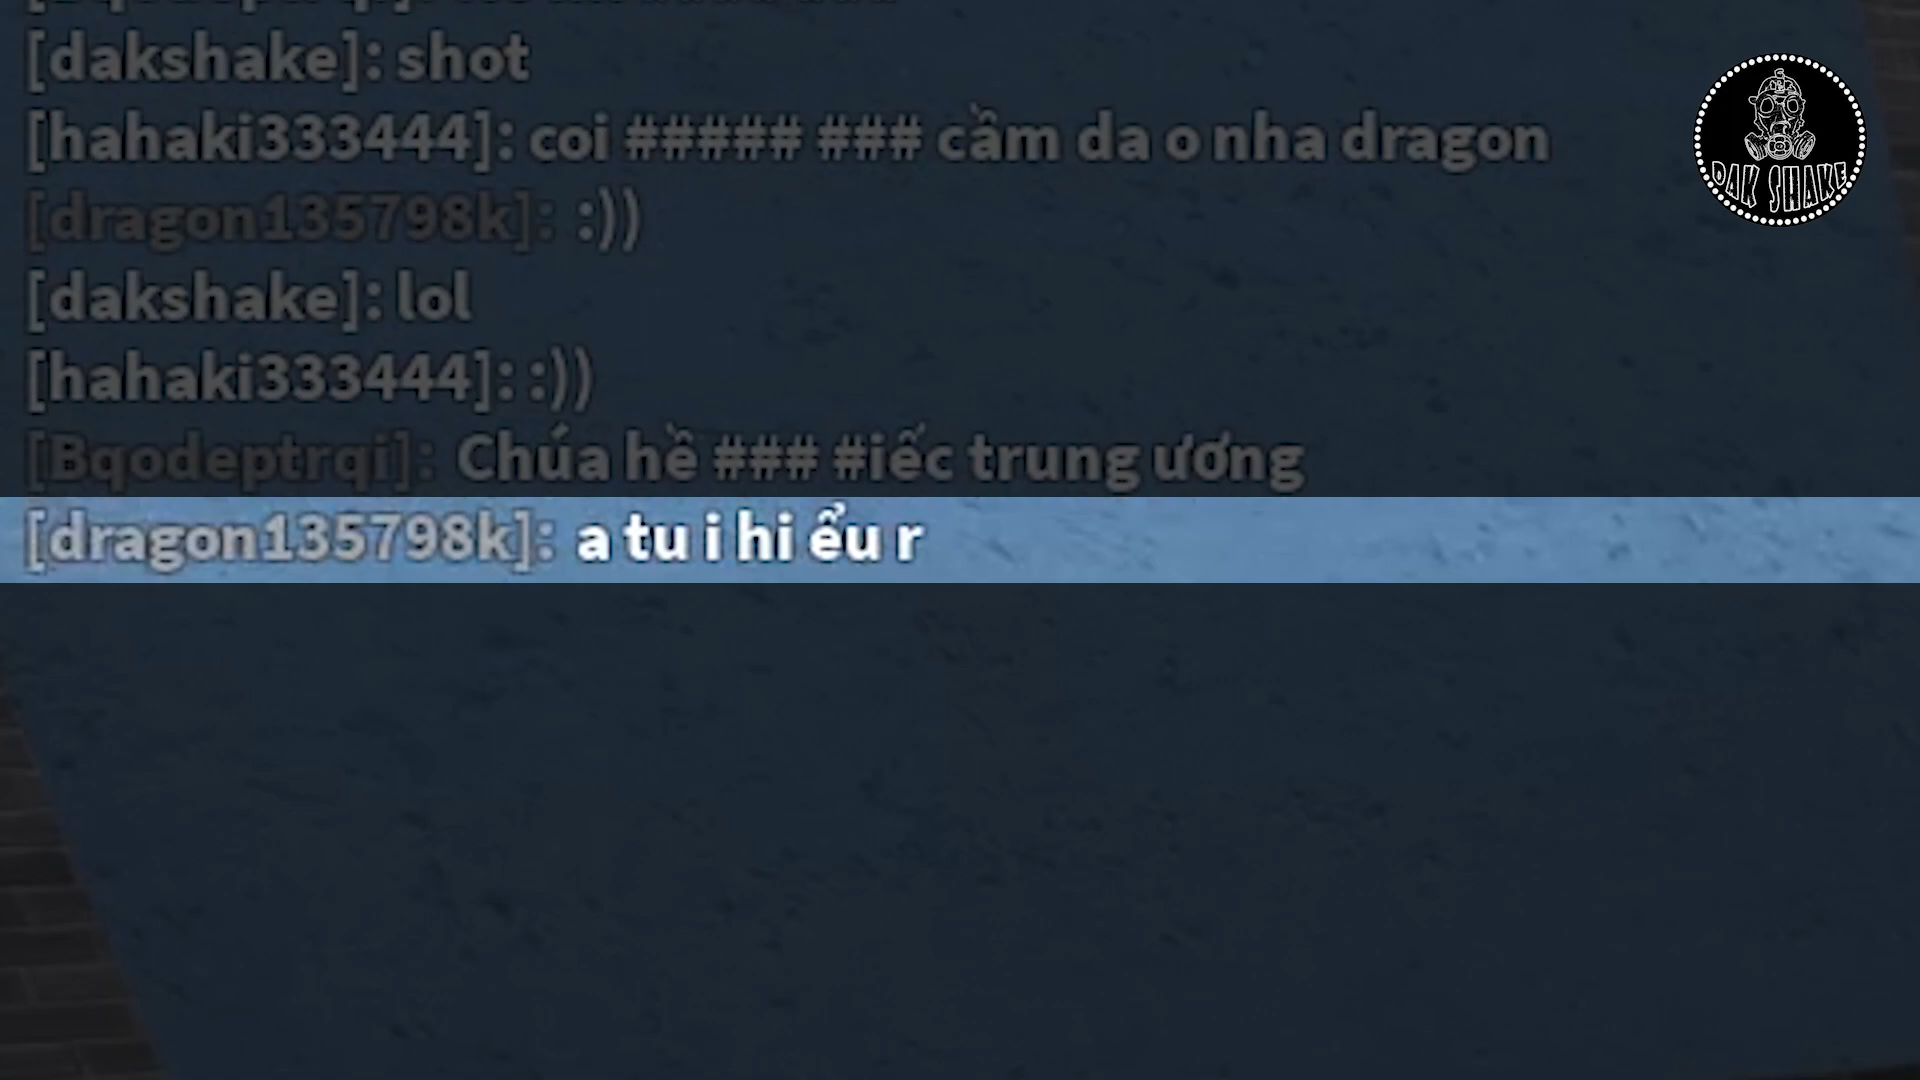 [dakshake]: shot
[hahaki333444]: coi ##### ### cầm da o nha dragon
[dragon135798k]: :))
[dakshake]: lol
[hahaki333444]: :))
[Bqodeptrqi]: Chúa hề ### #iếc trung ương
[dragon135798k]: a tu i hi ểu r
DAK SHAKE